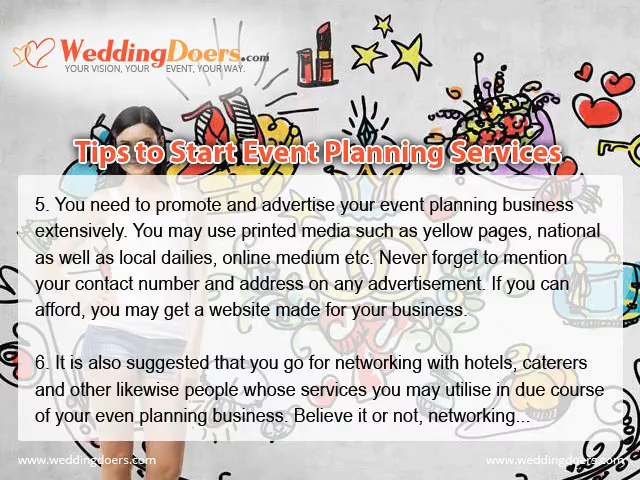 WeddingDoers.com
YOUR VISION, YOUR EVENT, YOUR WAY.
Tips to Start Event Planning Services
5. You need to promote and advertise your event planning business
extensively. You may use printed media such as yellow pages, national
as well as local dailies, online medium etc. Never forget to mention
your contact number and address on any advertisement. If you can
afford, you may get a website made for your business.
6. It is also suggested that you go for networking with hotels, caterers
and other likewise people whose services you may utilise in due course
of your even planning business. Believe it or not, networking...
www.weddingdoers.com www.weddingdoers.com